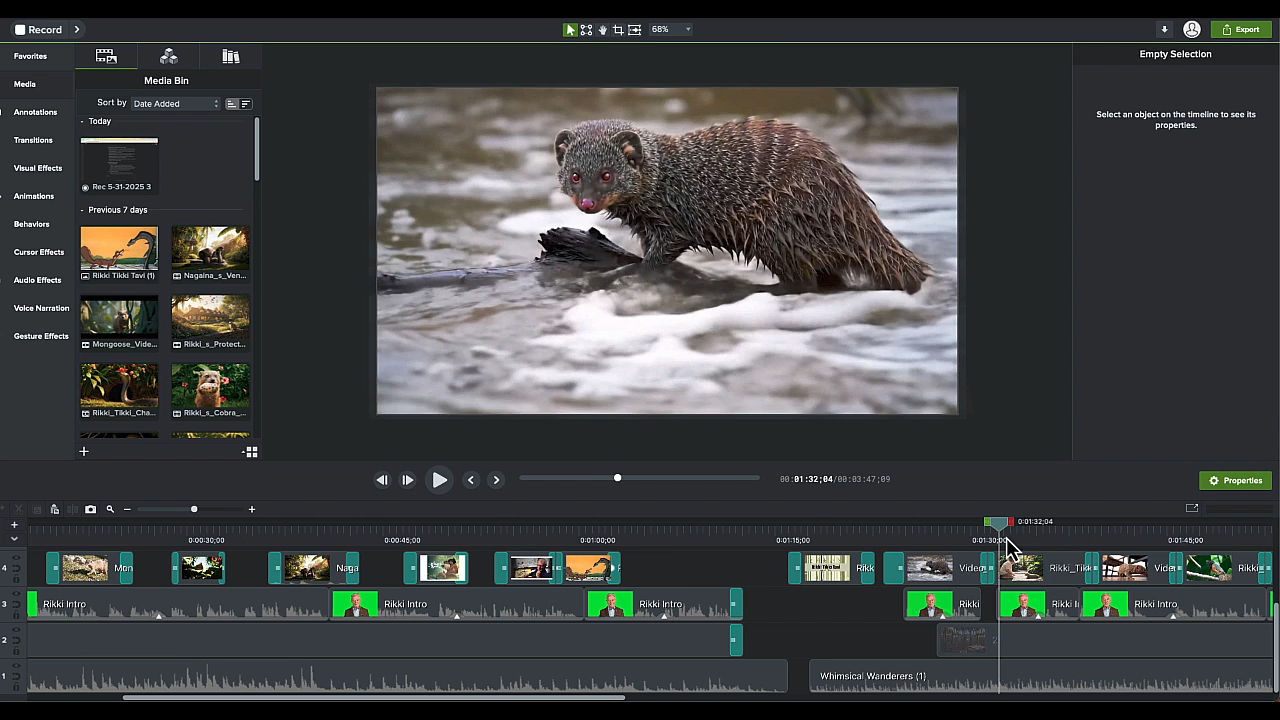 Record
68%
Export
Favorites
Media
Annotations
Transitions
Visual Effects
Animations
Behaviors
Cursor Effects
Audio Effects
Voice Narration
Gesture Effects
Media Bin
Sort by Date Added
Today
Rec 5-31-2025 3
Previous 7 days
Rikki Tikki Tavi (1)
Nagaina_s_Ven...
Mongoose_Vide...
Rikki_s_Protect...
Rikki_Tikki_Cha...
Rikki_s_Cobra_...
Empty Selection
Select an object on the timeline to see its
properties.
00:01:32;04/00:03:47;09
Properties
0:01:32;04
0:00:30;00
0:00:45;00
0:01:00;00
0:01:15;00
0:01:30;00
0:01:45;00
4
Mon
Naga
Rikk
Video
Rikki_Tikk
Vide
Rikki
3
Rikki Intro
Rikki Intro
Rikki Intro
Rikki
Rikki I
Rikki Intro
2
1
Whimsical Wanderers (1)